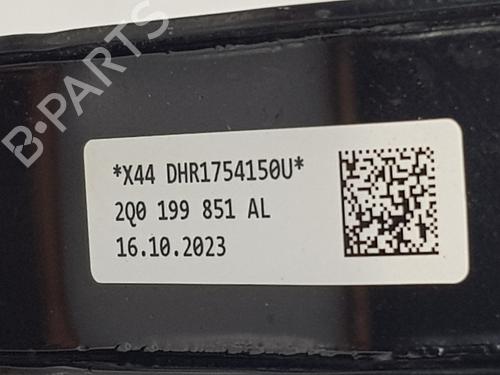 B-PARTS
*X44 DHR1754150U*
2Q0 199 851 AL
16.10.2023